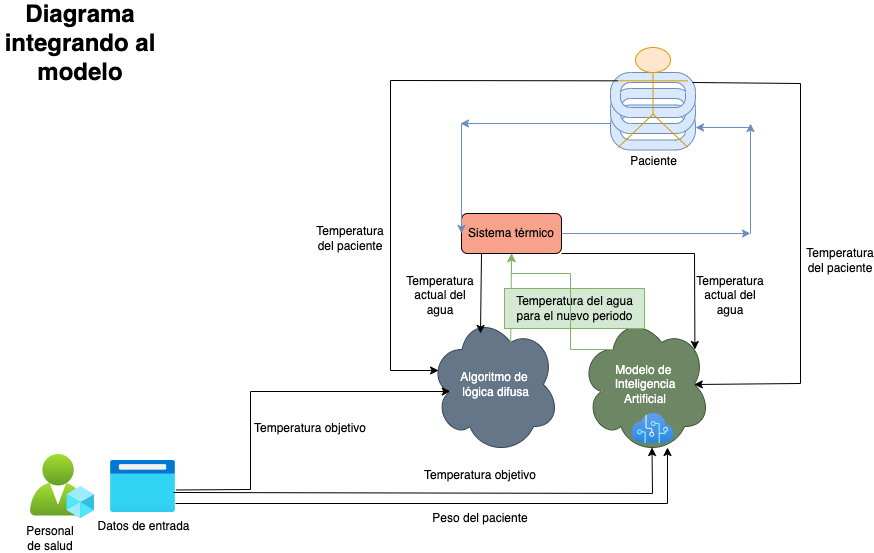 Diagrama
integrando al
modelo
Paciente
Sistema térmico
Temperatura
del paciente
Temperatura
del paciente
Temperatura
actual del
agua
Temperatura
actual del
agua
Temperatura del agua
para el nuevo periodo
Algoritmo de
lógica difusa
Modelo de
Inteligencia
Artificial
Temperatura objetivo
Temperatura objetivo
Peso del paciente
Personal
de salud
Datos de entrada